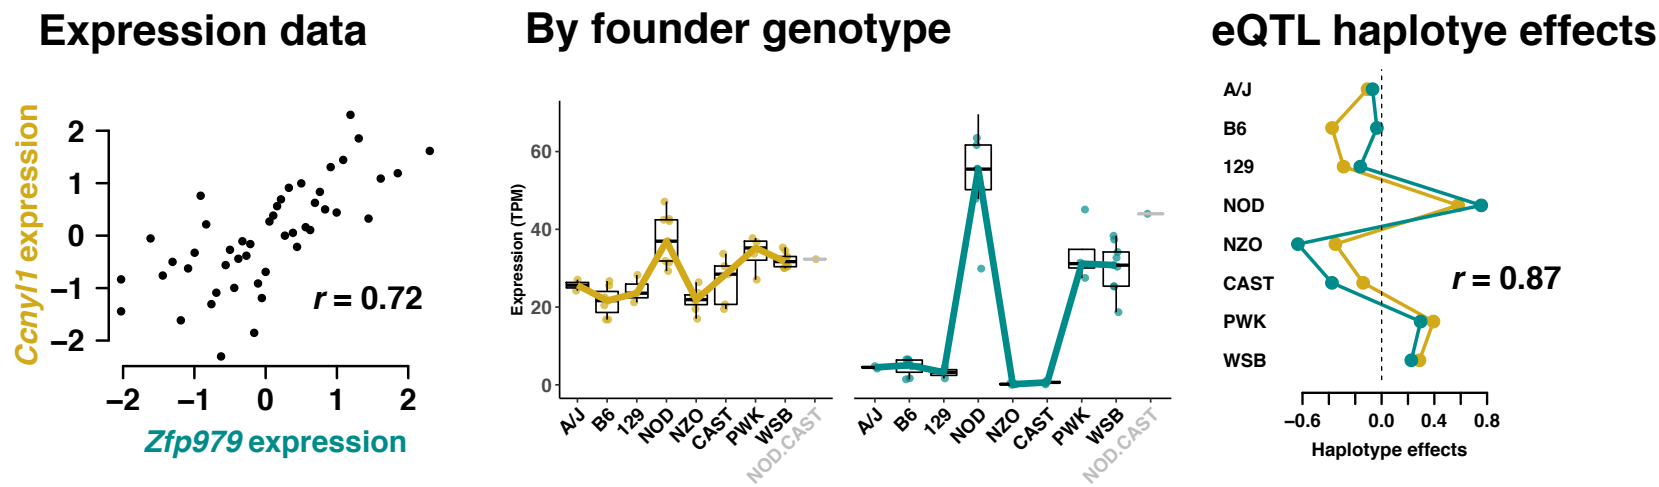 Expression data
Ccnyl1 expression
2
1
0
−1
−2
r = 0.72
−2 −1 0 1 2
Zfp979 expression
By founder genotype
Expression (TPM)
60
40
20
0
A/J B6 129 NOD NZO CAST PWK WSB NOD.CAST
A/J B6 129 NOD NZO CAST PWK WSB NOD.CAST
eQTL haplotye effects
A/J
B6
129
NOD
NZO
CAST
PWK
WSB
r = 0.87
−0.6 0.0 0.4 0.8
Haplotype effects